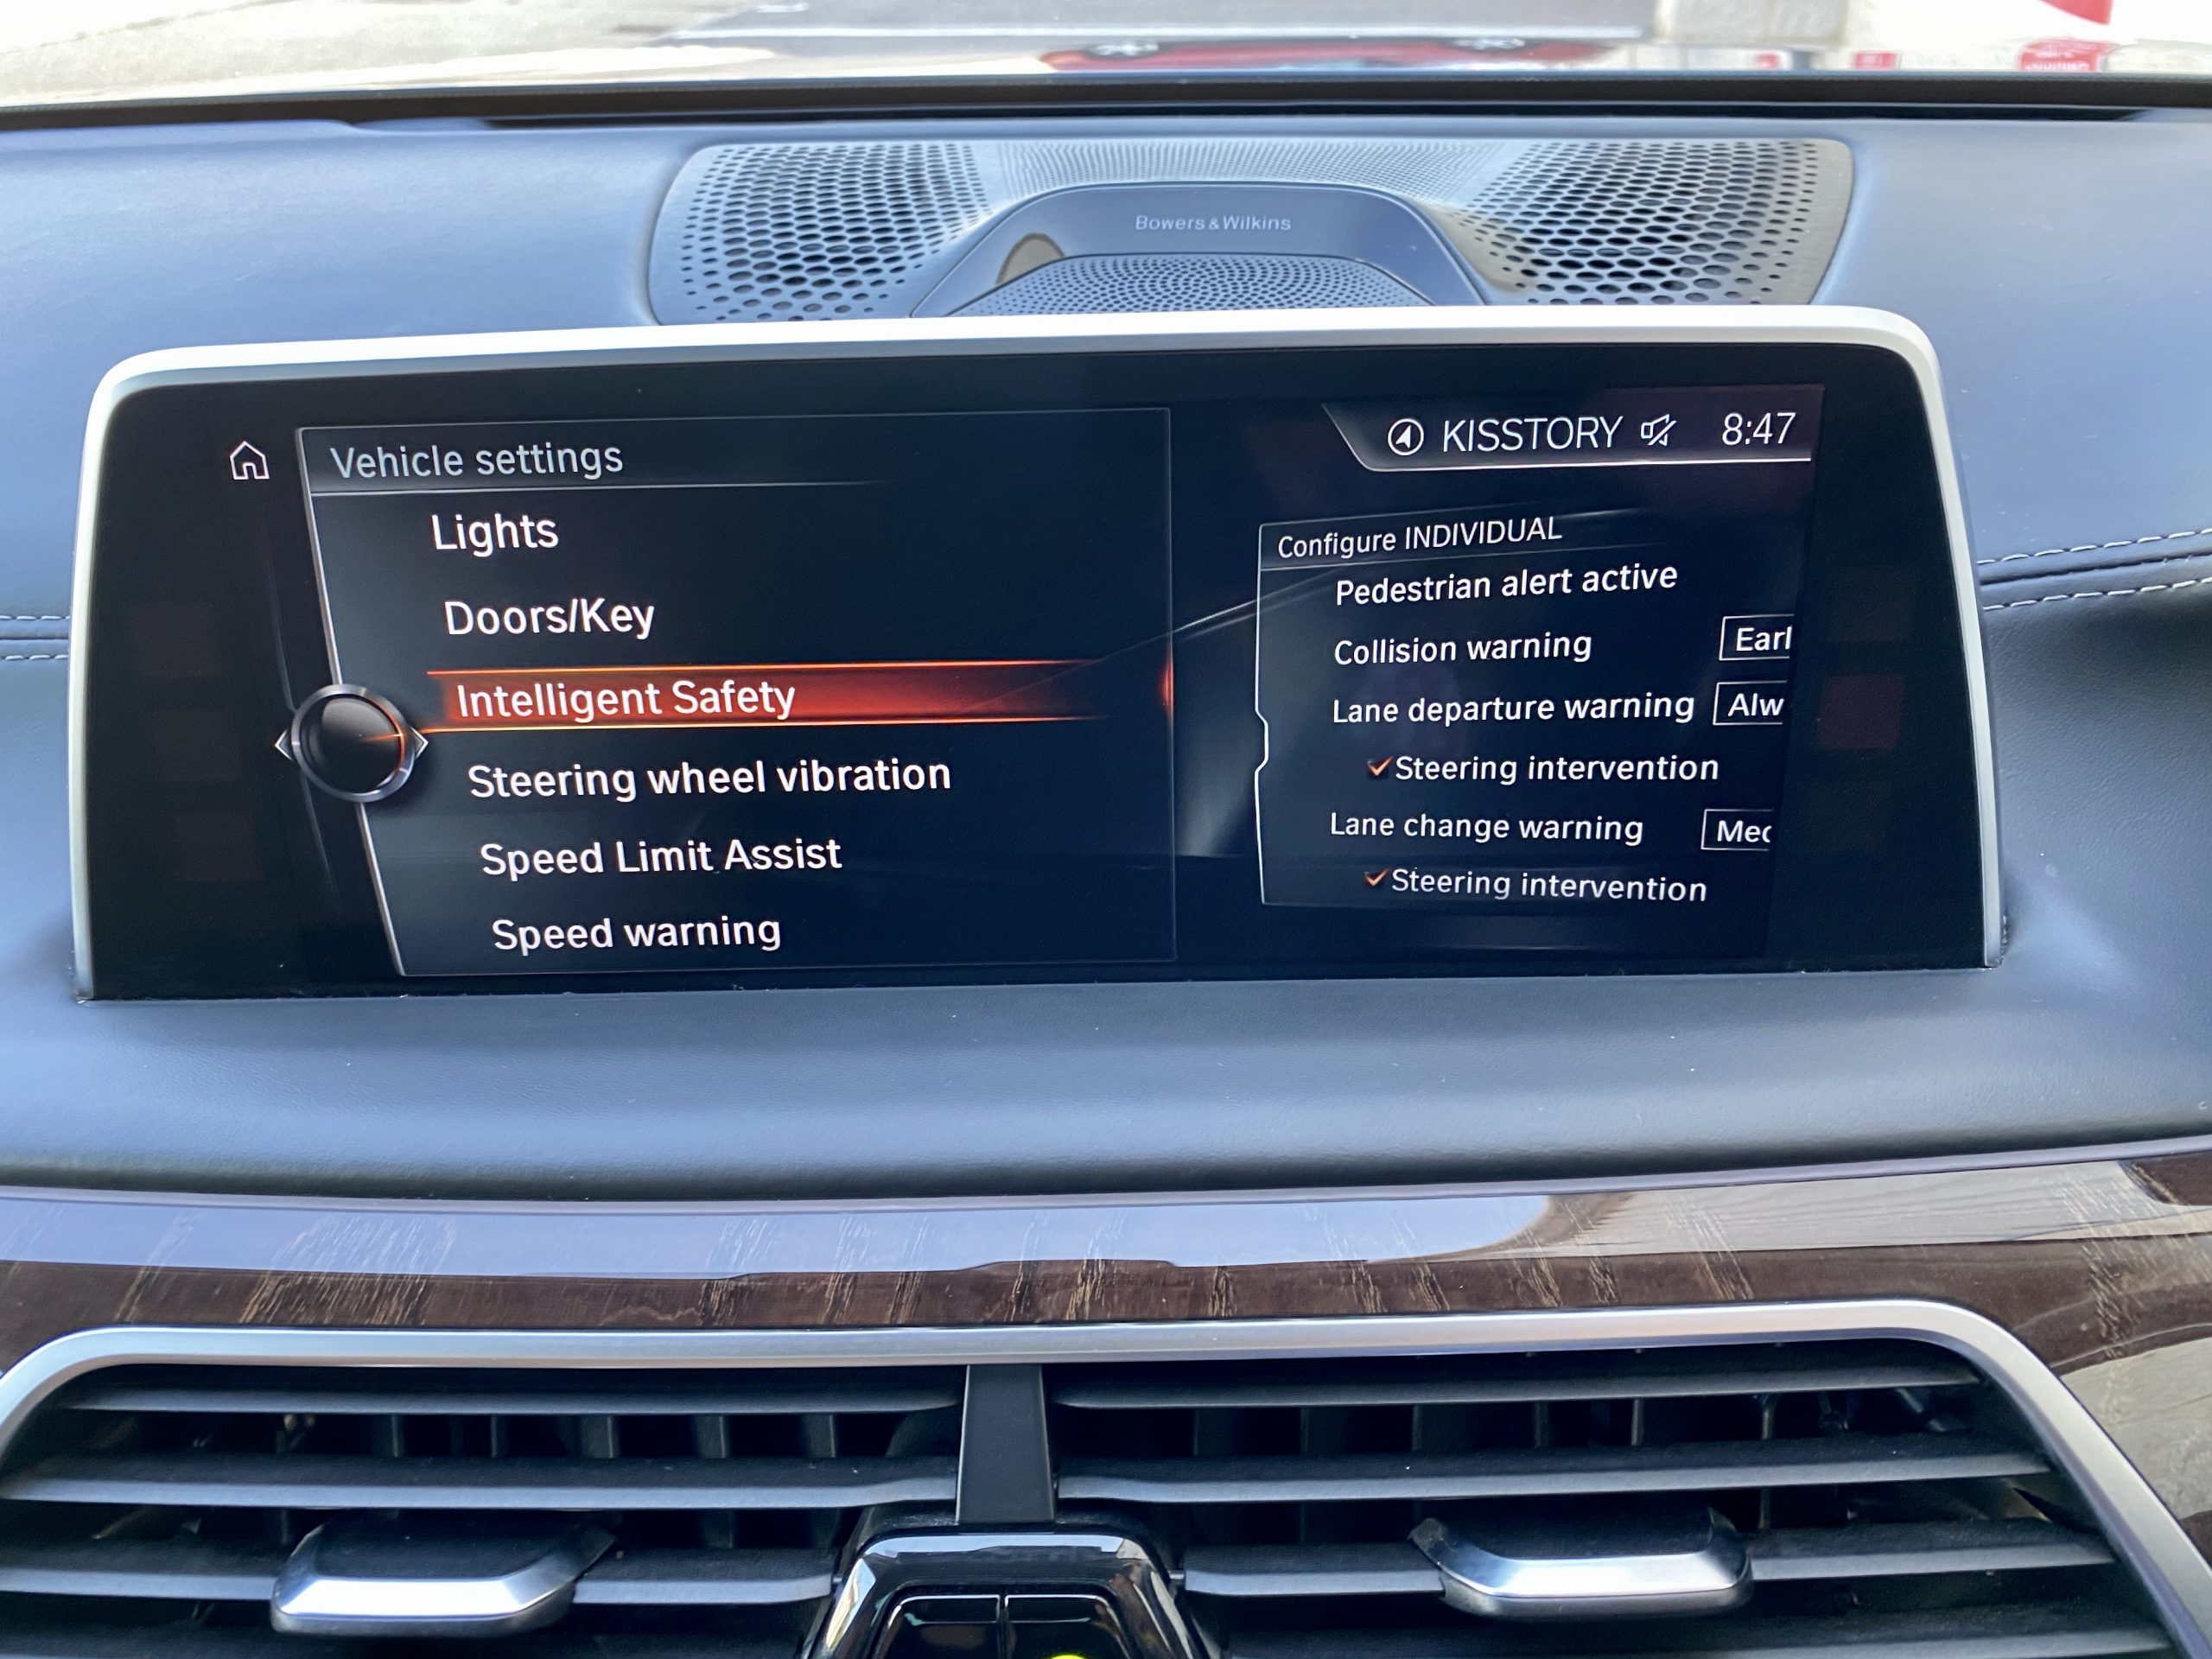 Bowers & Wilkins
Vehicle settings
Lights
Doors/Key
Intelligent Safety
Steering wheel vibration
Speed Limit Assist
Speed warning
KISSTORY 8:47
Configure INDIVIDUAL
Pedestrian alert active
Collision warning Earl
Lane departure warning Alw
Steering intervention
Lane change warning Med
Steering intervention